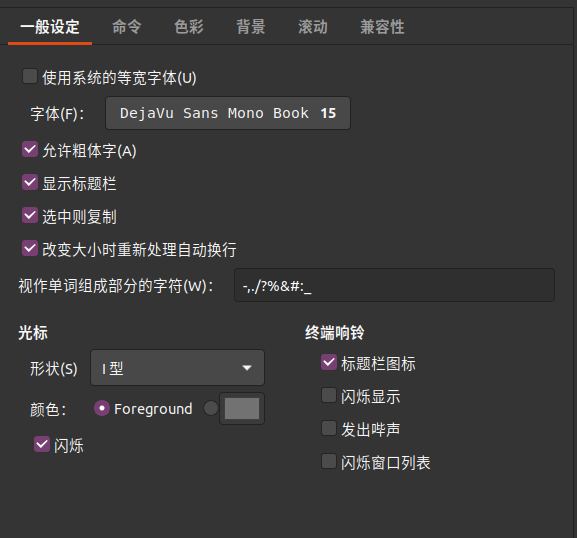 一般设定 命令 色彩 背景 滚动 兼容性
使用系统的等宽字体(U)
字体(F)： DejaVu Sans Mono Book 15
允许粗体字(A)
显示标题栏
选中则复制
改变大小时重新处理自动换行
视作单词组成部分的字符(W)： -,./?%&#:_
光标
形状(S) I 型
颜色： Foreground
闪烁
终端响铃
标题栏图标
闪烁显示
发出哔声
闪烁窗口列表